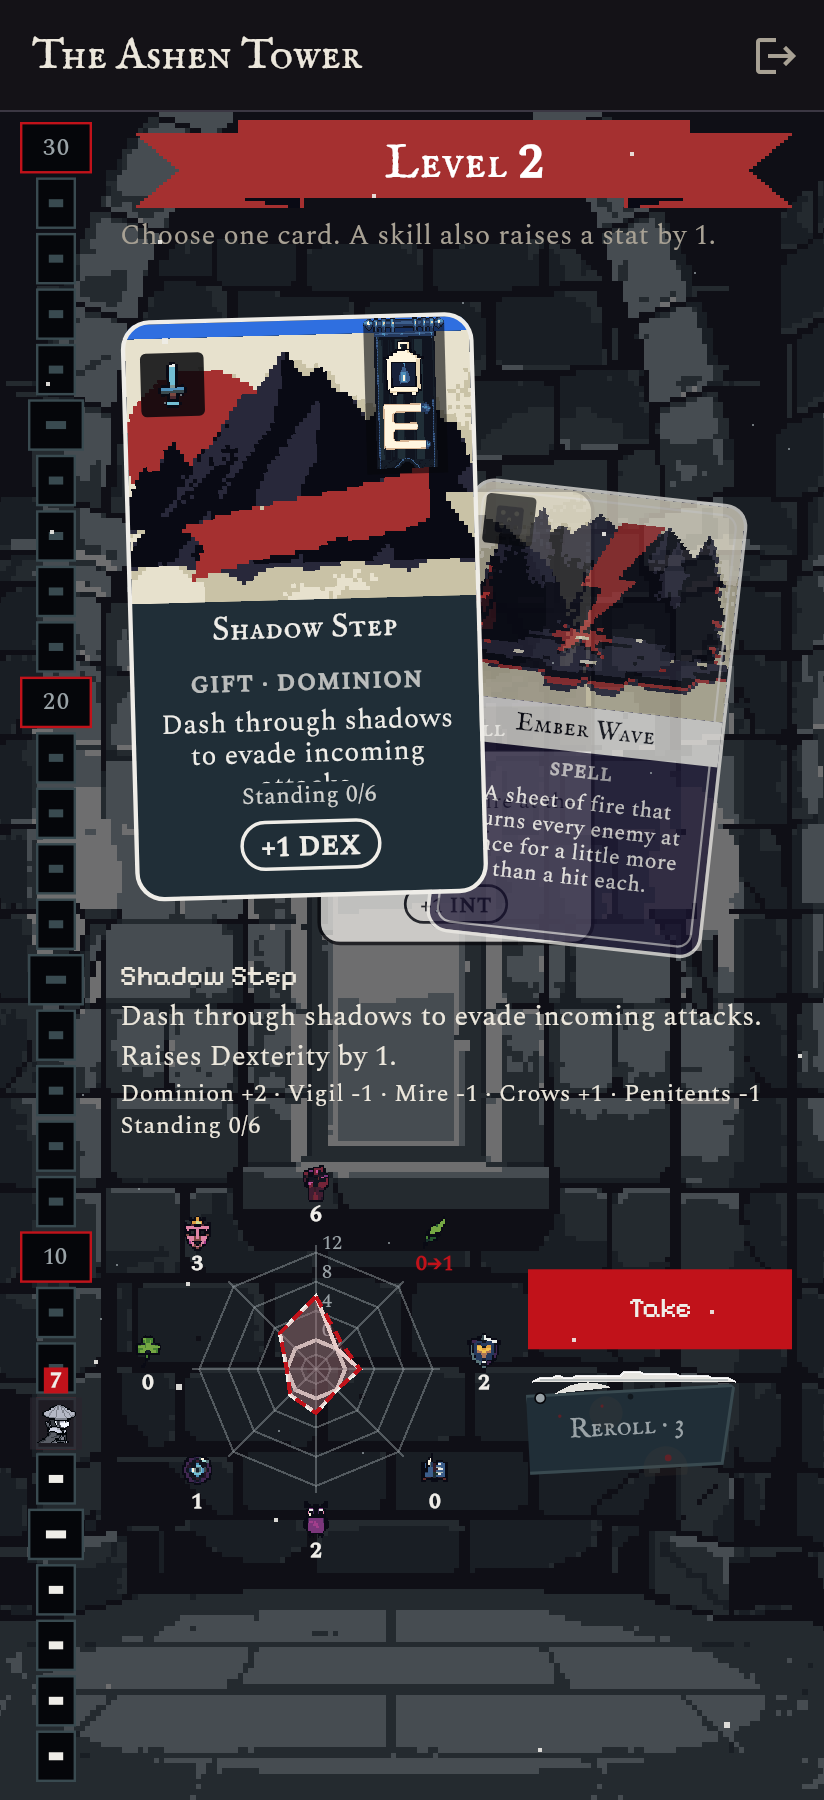 The Ashen Tower
30
Level 2
Choose one card. A skill also raises a stat by 1.
E
Shadow Step
GIFT · DOMINION
Dash through shadows
to evade incoming
attacks.
Standing 0/6
+1 DEX
Ember Wave
SPELL
A sheet of fire that
urns every enemy at
nce for a little more
than a hit each.
INT
20
Shadow Step
Dash through shadows to evade incoming attacks.
Raises Dexterity by 1.
Dominion +2 · Vigil -1 · Mire -1 · Crows +1 · Penitents -1
Standing 0/6
6
3
0→1
12
8
4
0
2
1
0
2
10
7
Take
Reroll · 3